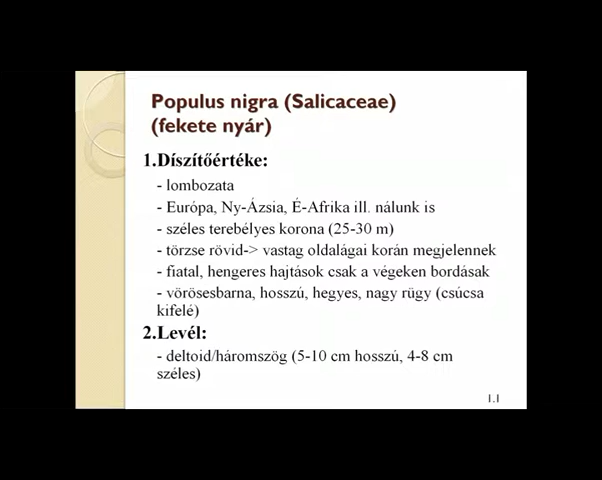 Populus nigra (Salicaceae)
(fekete nyár)
1.Díszítőértéke:
- lombozata
- Európa, Ny-Ázsia, É-Afrika ill. nálunk is
- széles terebélyes korona (25-30 m)
- törzse rövid-> vastag oldalágai korán megjelennek
- fiatal, hengeres hajtások csak a végeken bordásak
- vörösesbarna, hosszú, hegyes, nagy rügy (csúcsa
kifelé)
2.Levél:
- deltoid/háromszög (5-10 cm hosszú, 4-8 cm
széles)
1.1